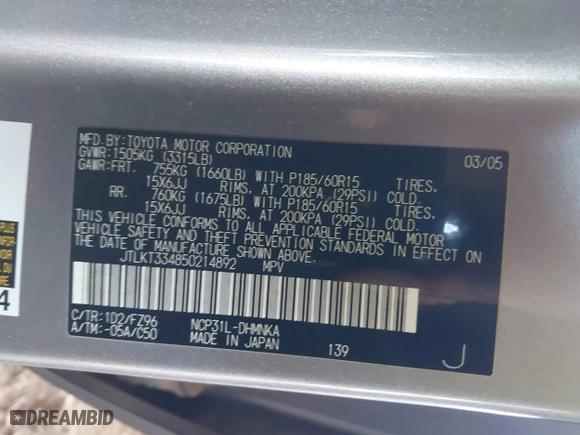 MFD.BY:TOYOTA MOTOR CORPORATION 03/05
GVWR:1505KG (3315LB)
GAWR:FRT. 755KG (1660LB) WITH P185/60R15 TIRES,
15X6JJ RIMS, AT 200KPA (29PSI) COLD.
RR. 760KG (1675LB) WITH P185/60R15 TIRES,
15X6JJ RIMS, AT 200KPA (29PSI) COLD.
THIS VEHICLE CONFORMS TO ALL APPLICABLE FEDERAL MOTOR
VEHICLE SAFETY AND THEFT PREVENTION STANDARDS IN EFFECT
ON THE DATE OF MANUFACTURE SHOWN ABOVE.
JTLKT334850214892 MPV
C/TR:1D2/FZ96 NCP31L-DHMNKA
A/TM:-05A/C50 MADE IN JAPAN 139 J
4
DREAMBID